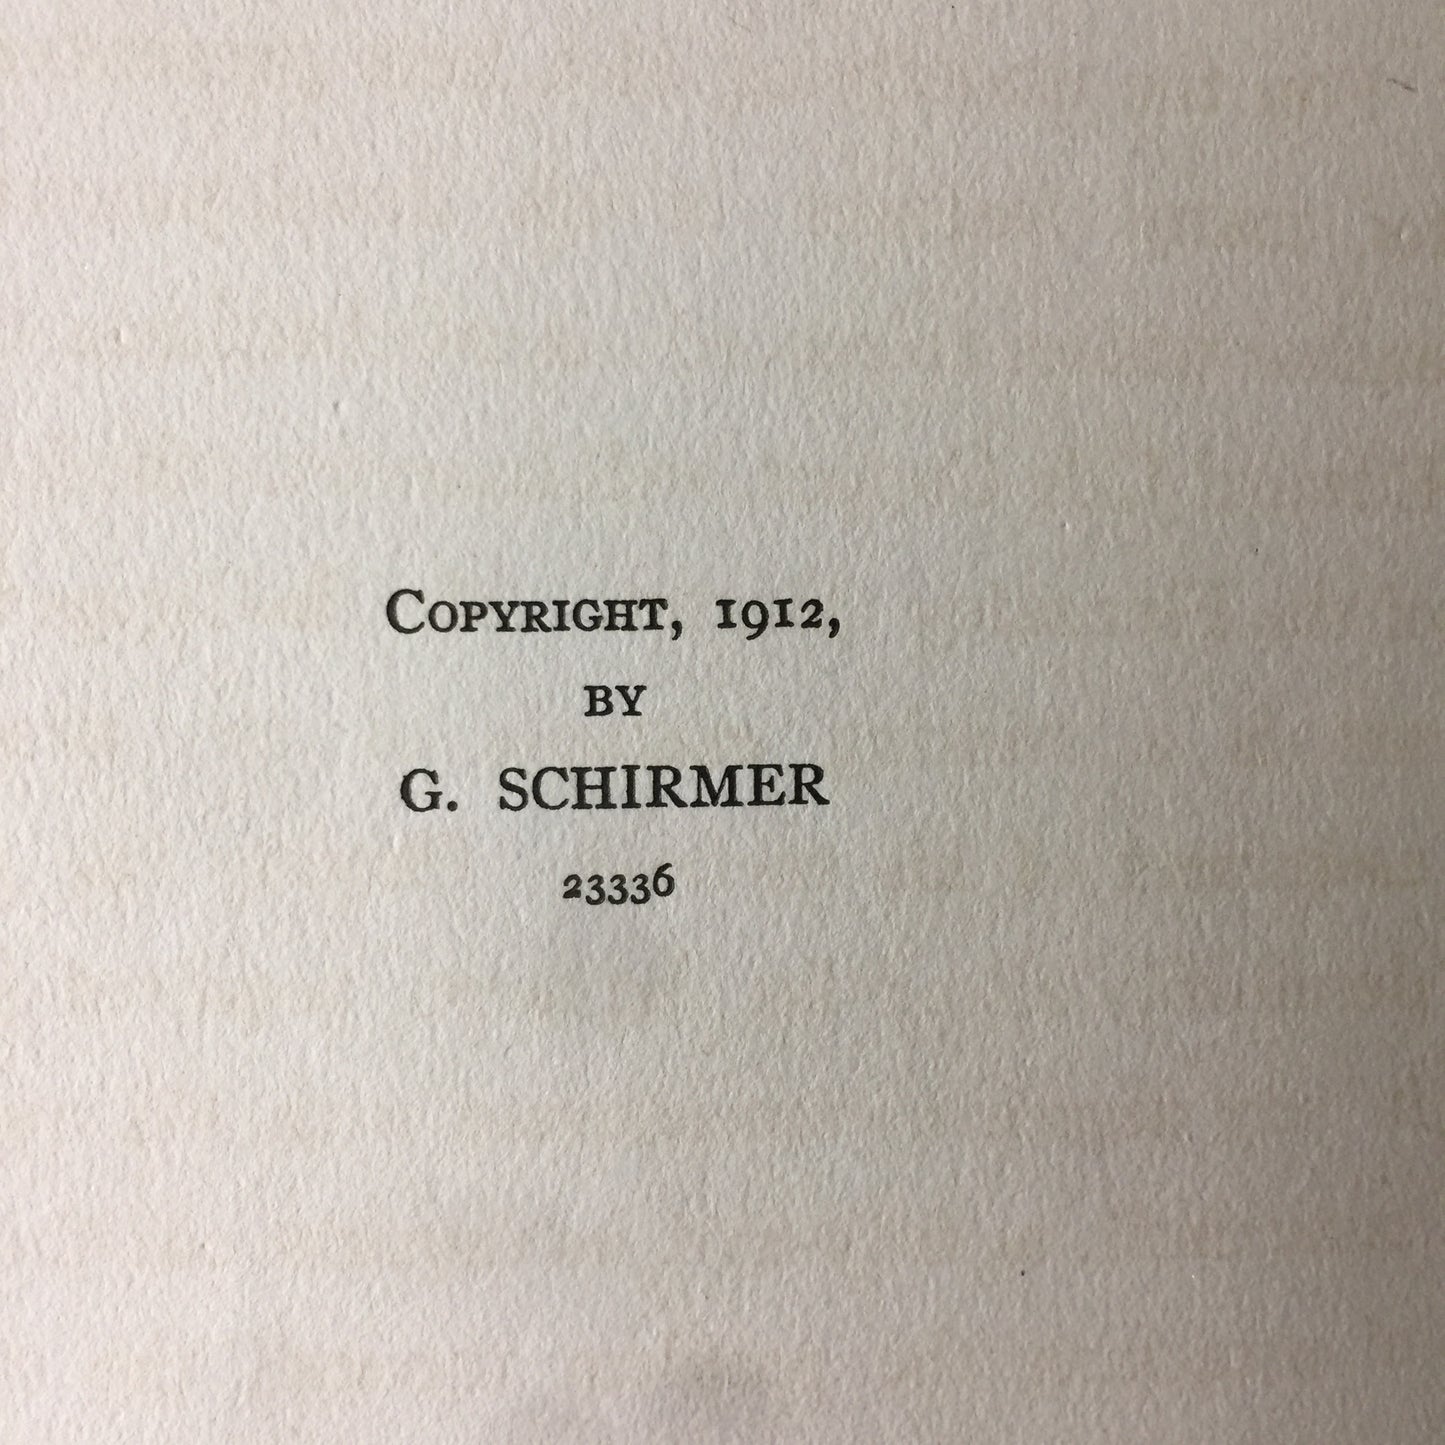 Copyright, 1912,
BY
G. SCHIRMER
23336